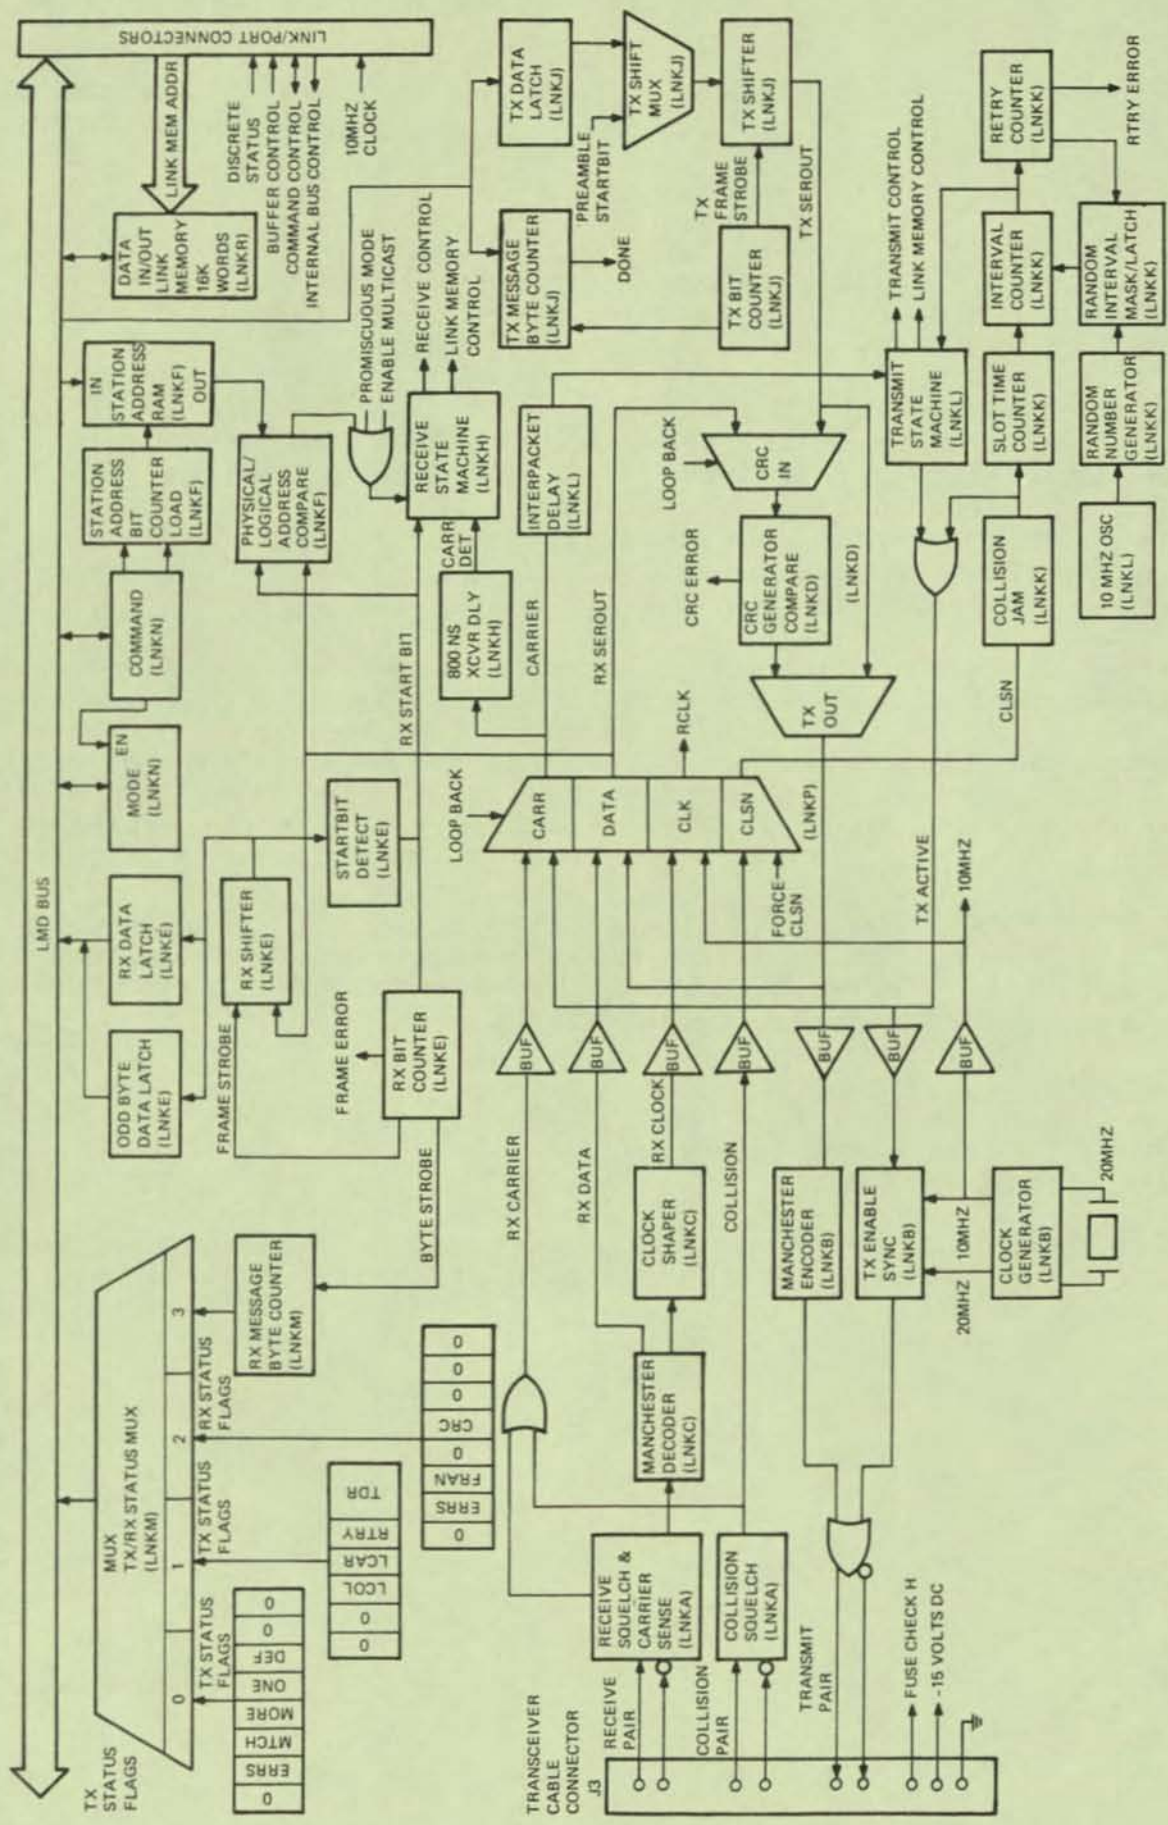 LMD BUS
LINK/PORT CONNECTORS
TX
STATUS
FLAGS
MUX
TX/RX STATUS MUX
(LNKM)
0
1
2
3
TX STATUS
FLAGS
TX STATUS
FLAGS
RX STATUS
FLAGS
0
ERRS
MTCH
MORE
ONE
DEF
0
0
0
0
LCOL
LCAR
RTRY
TDR
0
ERRS
FRAN
0
CRC
0
0
0
RX MESSAGE
BYTE COUNTER
(LNKM)
BYTE STROBE
ODD BYTE
DATA LATCH
(LNKE)
RX DATA
LATCH
(LNKE)
FRAME STROBE
RX SHIFTER
(LNKE)
FRAME ERROR
RX BIT
COUNTER
(LNKE)
STARTBIT
DETECT
(LNKE)
EN
MODE
(LNKN)
COMMAND
(LNKN)
STATION
ADDRESS
BIT
COUNTER
LOAD
(LNKF)
IN
STATION
ADDRESS
RAM
(LNKF)
OUT
PHYSICAL/
LOGICAL
ADDRESS
COMPARE
(LNKF)
RX START BIT
PROMISCUOUS MODE
ENABLE MULTICAST
RECEIVE
STATE
MACHINE
(LNKH)
RECEIVE CONTROL
LINK MEMORY
CONTROL
CARR
DET
800 NS
XCVR DLY
(LNKH)
DATA
IN/OUT
LINK
MEMORY
16K
WORDS
(LNKR)
LINK MEM ADDR
DISCRETE
STATUS
BUFFER CONTROL
COMMAND CONTROL
INTERNAL BUS CONTROL
10MHZ
CLOCK
TX DATA
LATCH
(LNKJ)
PREAMBLE
STARTBIT
TX SHIFT
MUX
(LNKJ)
TX SHIFTER
(LNKJ)
TX MESSAGE
BYTE COUNTER
(LNKJ)
DONE
TX
FRAME
STROBE
TX BIT
COUNTER
(LNKJ)
TX SEROUT
CARRIER
INTERPACKET
DELAY
(LNKL)
RX SEROUT
LOOP BACK
CRC
IN
CRC ERROR
CRC
GENERATOR
COMPARE
(LNKD)
(LNKD)
TX
OUT
LOOP BACK
CARR
DATA
CLK
CLSN
(LNKP)
RCLK
FORCE
CLSN
CLSN
TX ACTIVE
10MHZ
TRANSMIT
STATE
MACHINE
(LNKL)
TRANSMIT CONTROL
LINK MEMORY CONTROL
COLLISION
JAM
(LNKK)
SLOT TIME
COUNTER
(LNKK)
INTERVAL
COUNTER
(LNKK)
RETRY
COUNTER
(LNKK)
RTRY ERROR
10 MHZ OSC
(LNKL)
RANDOM
NUMBER
GENERATOR
(LNKK)
RANDOM
INTERVAL
MASK/LATCH
(LNKK)
BUF
BUF
BUF
BUF
BUF
BUF
BUF
RX CARRIER
RX DATA
RX CLOCK
COLLISION
RECEIVE
SQUELCH &
CARRIER
SENSE
(LNKA)
MANCHESTER
DECODER
(LNKC)
CLOCK
SHAPER
(LNKC)
COLLISION
SQUELCH
(LNKA)
MANCHESTER
ENCODER
(LNKB)
TX ENABLE
SYNC
(LNKB)
20MHZ
10MHZ
CLOCK
GENERATOR
(LNKB)
20MHZ
TRANSCEIVER
CABLE
CONNECTOR
J3
RECEIVE
PAIR
COLLISION
PAIR
TRANSMIT
PAIR
FUSE CHECK H
-15 VOLTS DC